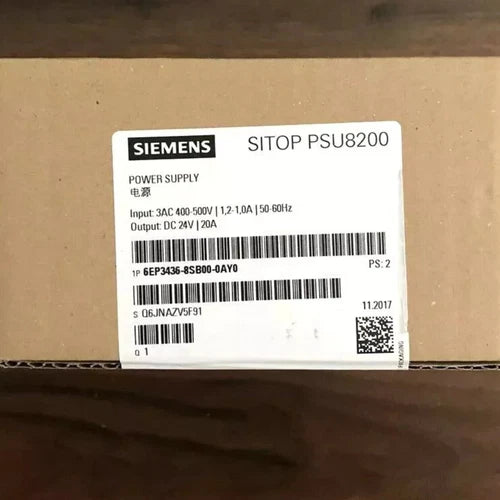 SIEMENS
SITOP PSU8200
POWER SUPPLY
电源
Input: 3AC 400-500V | 1,2-1,0A | 50-60Hz
Output: DC 24V | 20A
1P 6EP3436-8SB00-0AY0
PS: 2
S Q6JNAZV5F91
11.2017
Q 1
PACKAGING